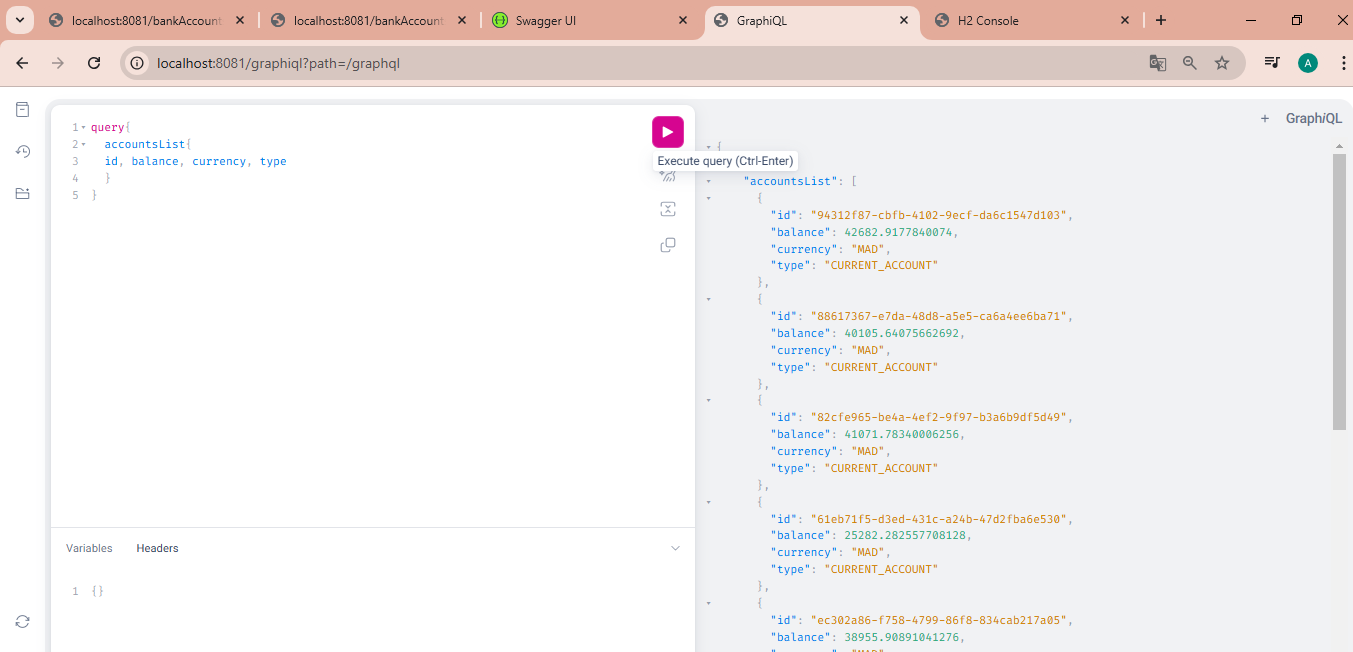 localhost:8081/bankAccount
localhost:8081/bankAccount
Swagger UI
GraphiQL
H2 Console
localhost:8081/graphiql?path=/graphql
A
GraphiQL
1 query{
2 accountsList{
3 id, balance, currency, type
4 }
5 }
Execute query (Ctrl-Enter)
Variables Headers
1 {}
{
"accountsList": [
{
"id": "94312f87-cbfb-4102-9ecf-da6c1547d103",
"balance": 42682.9177840074,
"currency": "MAD",
"type": "CURRENT_ACCOUNT"
},
{
"id": "88617367-e7da-48d8-a5e5-ca6a4ee6ba71",
"balance": 40105.64075662692,
"currency": "MAD",
"type": "CURRENT_ACCOUNT"
},
{
"id": "82cfe965-be4a-4ef2-9f97-b3a6b9df5d49",
"balance": 41071.78340006256,
"currency": "MAD",
"type": "CURRENT_ACCOUNT"
},
{
"id": "61eb71f5-d3ed-431c-a24b-47d2fba6e530",
"balance": 25282.282557708128,
"currency": "MAD",
"type": "CURRENT_ACCOUNT"
},
{
"id": "ec302a86-f758-4799-86f8-834cab217a05",
"balance": 38955.90891041276,